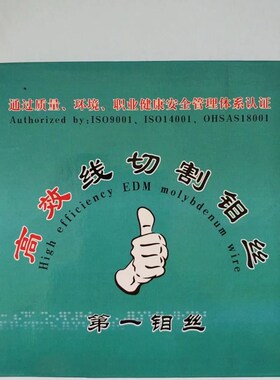 通过质量、环境、职业健康安全管理体系认证
Authorized by:ISO9001、ISO14001、OHSAS18001
高效线切割钼丝
High efficiency EDM molybdenum wire
第一钼丝